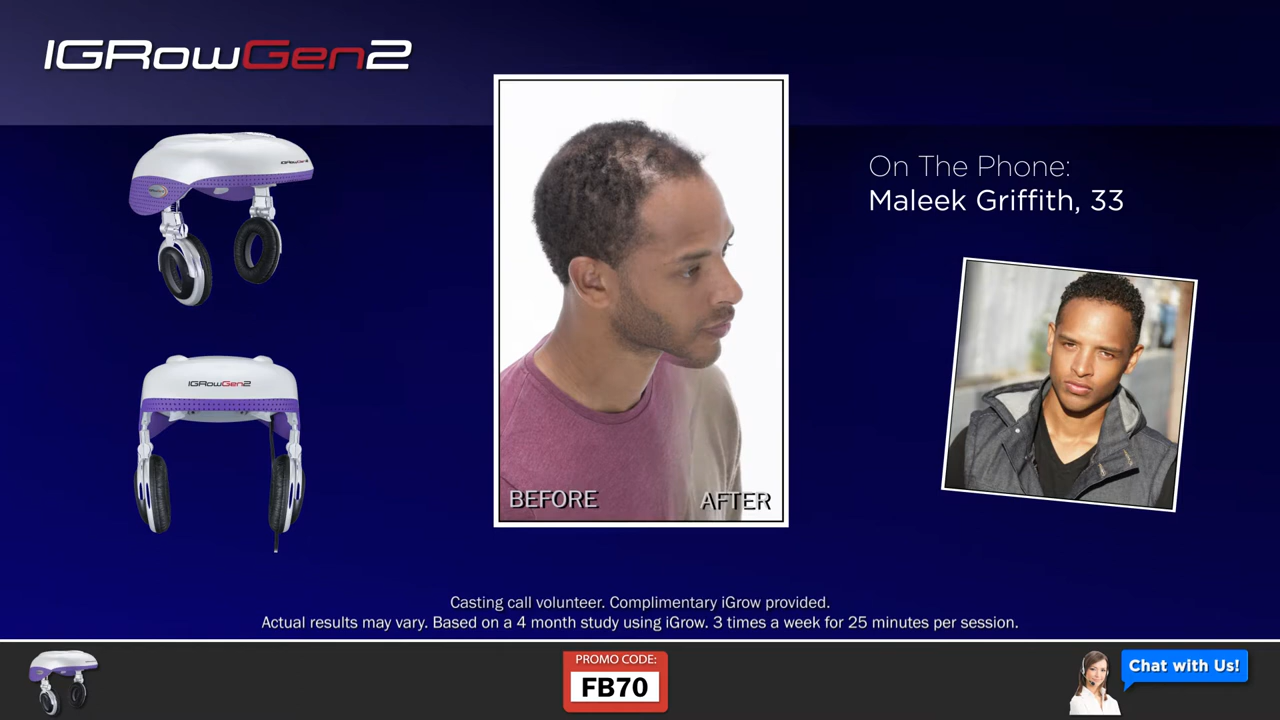 IGRowGen2
On The Phone:
Maleek Griffith, 33
IGRowGen2
BEFORE
AFTER
Casting call volunteer. Complimentary iGrow provided.
Actual results may vary. Based on a 4 month study using iGrow. 3 times a week for 25 minutes per session.
PROMO CODE:
FB70
Chat with Us!